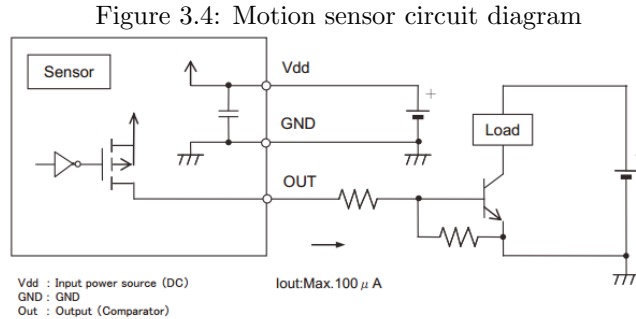 Figure 3.4: Motion sensor circuit diagram
Sensor
Vdd
+
GND
Load
OUT
Iout:Max.100 μ A
Vdd : Input power source (DC)
GND : GND
Out : Output (Comparator)